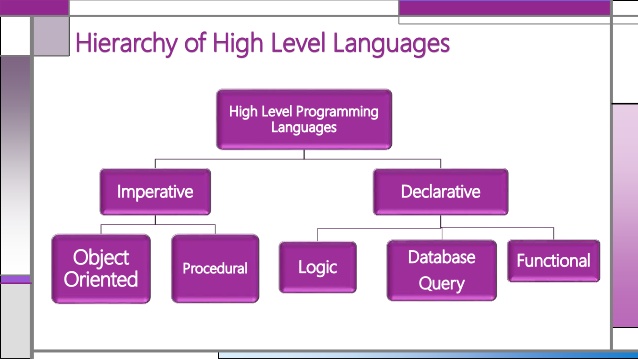 Hierarchy of High Level Languages
High Level Programming
Languages
Imperative
Declarative
Object
Oriented
Procedural
Logic
Database
Query
Functional